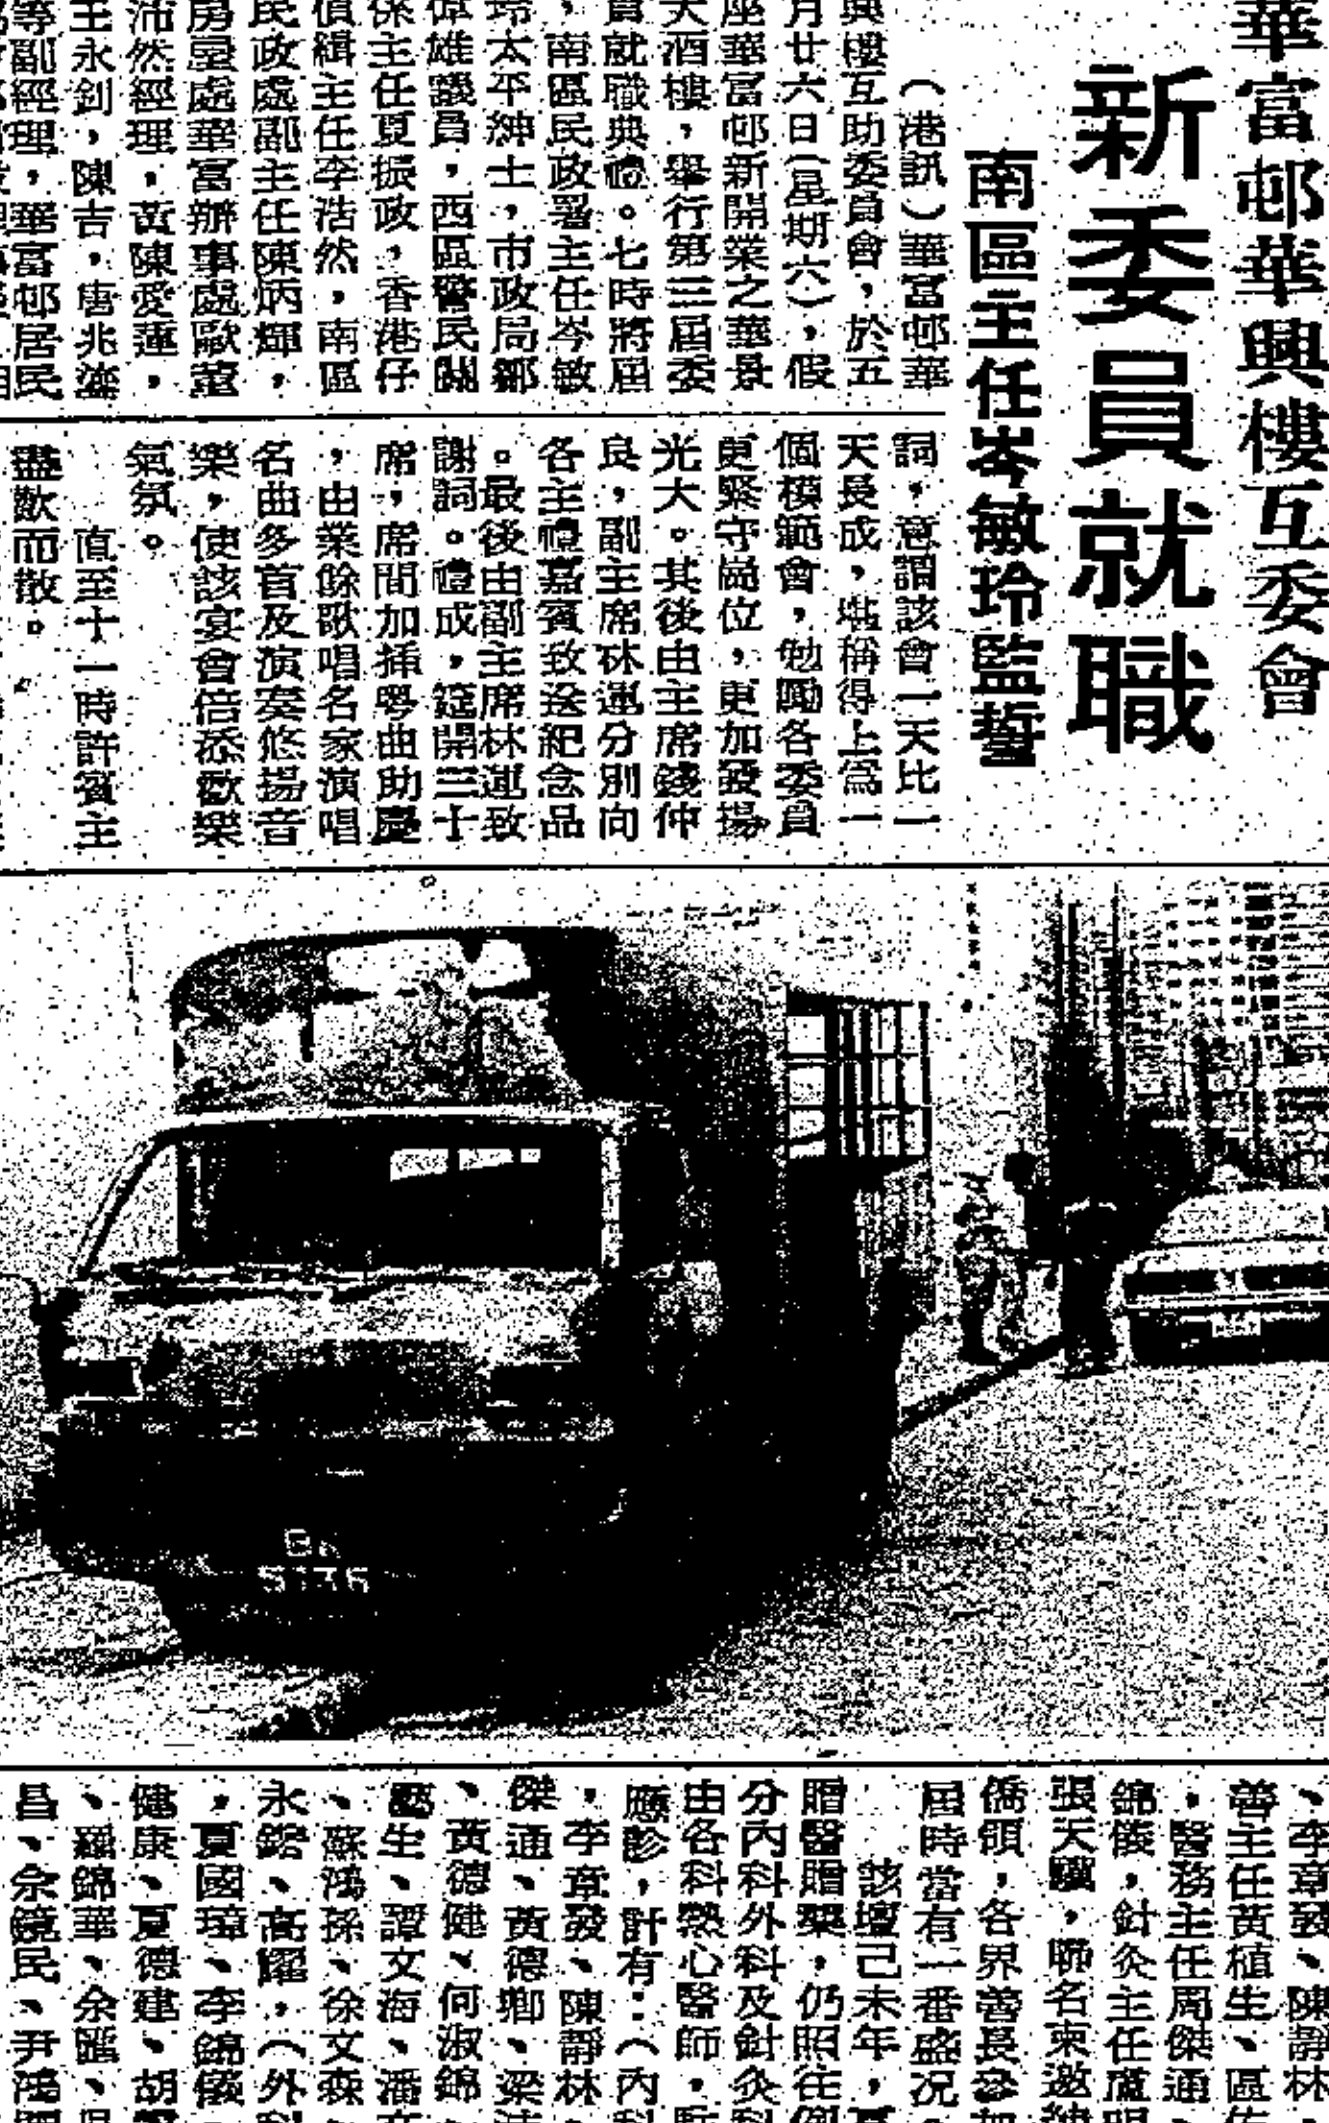 華富邨華興樓互委會
新委員就職
南區主任岑敏玲監誓
（港訊）華富邨華
興樓互助委員會，於五
月廿六日（星期六），假
座華富邨新開業之華景
大酒樓，舉行第三屆委
員就職典禮。七時將屆
，南區民政署主任岑敏
玲太平紳士，市政局鄒
偉雄議員，西區警民關
係主任夏振政，香港仔
偵緝主任李浩然，南區
民政處副主任陳炳輝，
房屋處華富辦事處歐董
沛然經理，黃陳愛蓮，
王永釗，陳吉，唐兆
等副經理，華富邨居民
詞，意謂該會一天比一
天長成，堪稱得上為一
個模範會，勉勵各委員
更緊守崗位，更加發揚
光大。其後由主席錢仲
良，副主席林運分別向
各主禮嘉賓致送紀念品
。最後由副主席林運致
謝詞。禮成，筵開三十
席，席間加插粵曲助慶
，由業餘歌唱名家演唱
名曲多首及演奏悠揚音
樂，使該宴會倍添歡樂
氣氛。
直至十一時許賓主
盡歡而散。
5136
、李章發、陳靜林
善主任黃植生、區
，醫務主任周傑通
錦儂，針灸主任盧明
張天驥，聯名柬邀紳
僑領，各界善長參加
屆時當有一番盛況
該壇己未年，夏
贈醫贈藥，仍照往例
分內科外科及針灸科
由各科熱心醫師，
應診，計有：（內科
，李章發、陳靜林
傑通、黃德鄉、梁
、黃德健、何淑錦
生、譚文海、潘
、蘇鴻孫、徐文森
永錦、高耀，（外科
，夏國璋、李錦儂
健康、夏德建、胡
、羅錦華、余匯、
昌、余鏡民、尹鴻